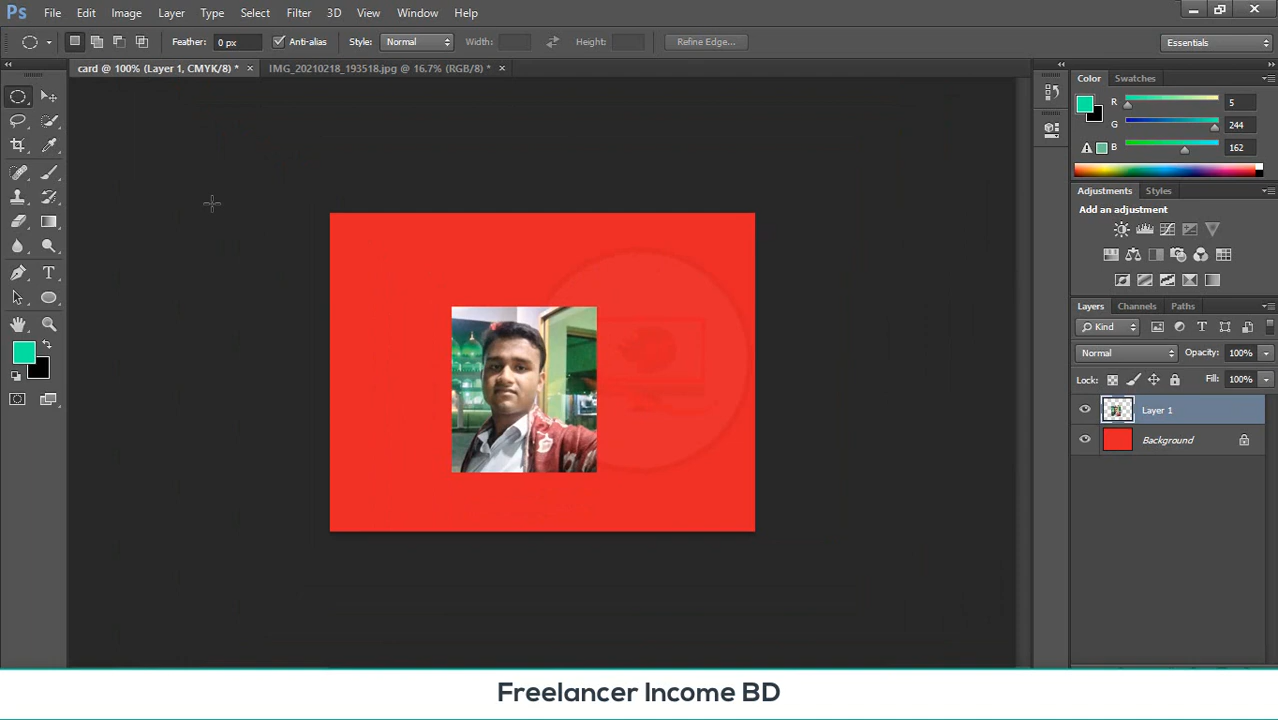 Ps File Edit Image Layer Type Select Filter 3D View Window Help
Feather: 0 px Anti-alias Style: Normal Width: Height: Refine Edge... Essentials
card @ 100% (Layer 1, CMYK/8) * × IMG_20210218_193518.jpg @ 16.7% (RGB/8) * ×
Color Swatches
R 5
G 244
B 162
Adjustments Styles
Add an adjustment
Layers Channels Paths
Kind
Normal Opacity: 100%
Lock: Fill: 100%
Layer 1
Background
Freelancer Income BD